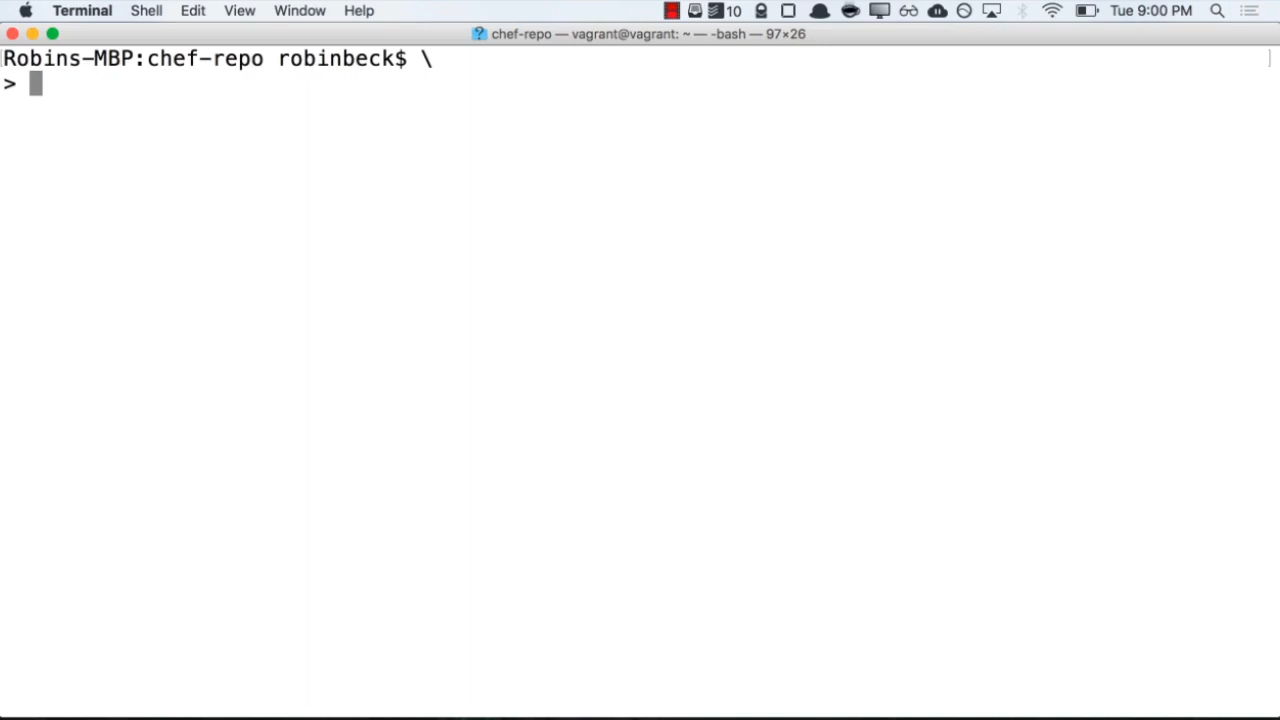 Terminal Shell Edit View Window Help 10 Tue 9:00 PM
chef-repo — vagrant@vagrant: ~ — -bash — 97×26
Robins-MBP:chef-repo robinbeck$ \
>